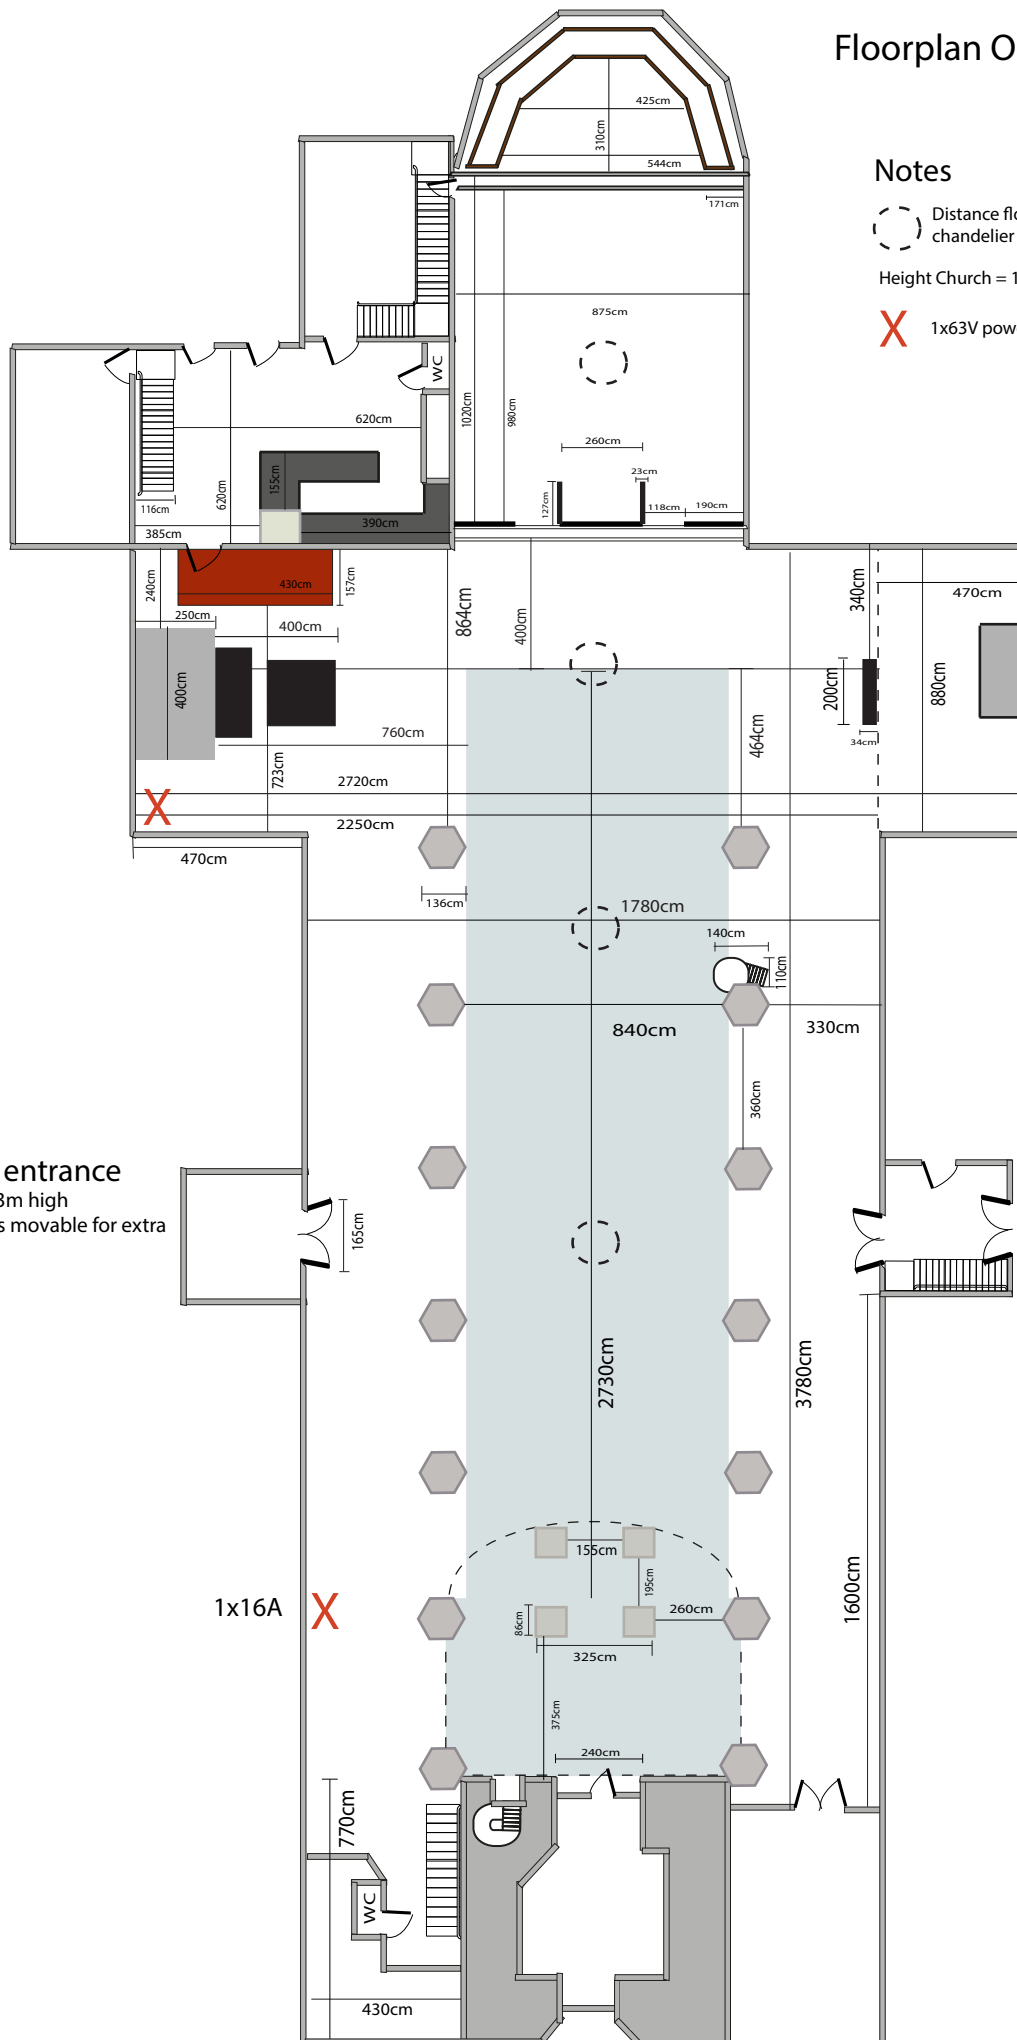 Floorplan O
425cm
310cm
544cm
Notes
171cm
Distance flo
chandelier
Height Church = 1
X 1x63V pow
875cm
WC
1020cm
980cm
620cm
260cm
155cm
23cm
620cm
127cm
116cm
118cm
190cm
390cm
385cm
240cm
430cm
157cm
864cm
400cm
340cm
470cm
250cm
400cm
400cm
200cm
880cm
760cm
464cm
34cm
723cm
2720cm
X
2250cm
470cm
136cm
1780cm
140cm
110cm
840cm
330cm
360cm
entrance
3m high
s movable for extra
165cm
2730cm
3780cm
155cm
195cm
1600cm
1x16A X
86cm
260cm
325cm
375cm
240cm
770cm
WC
430cm